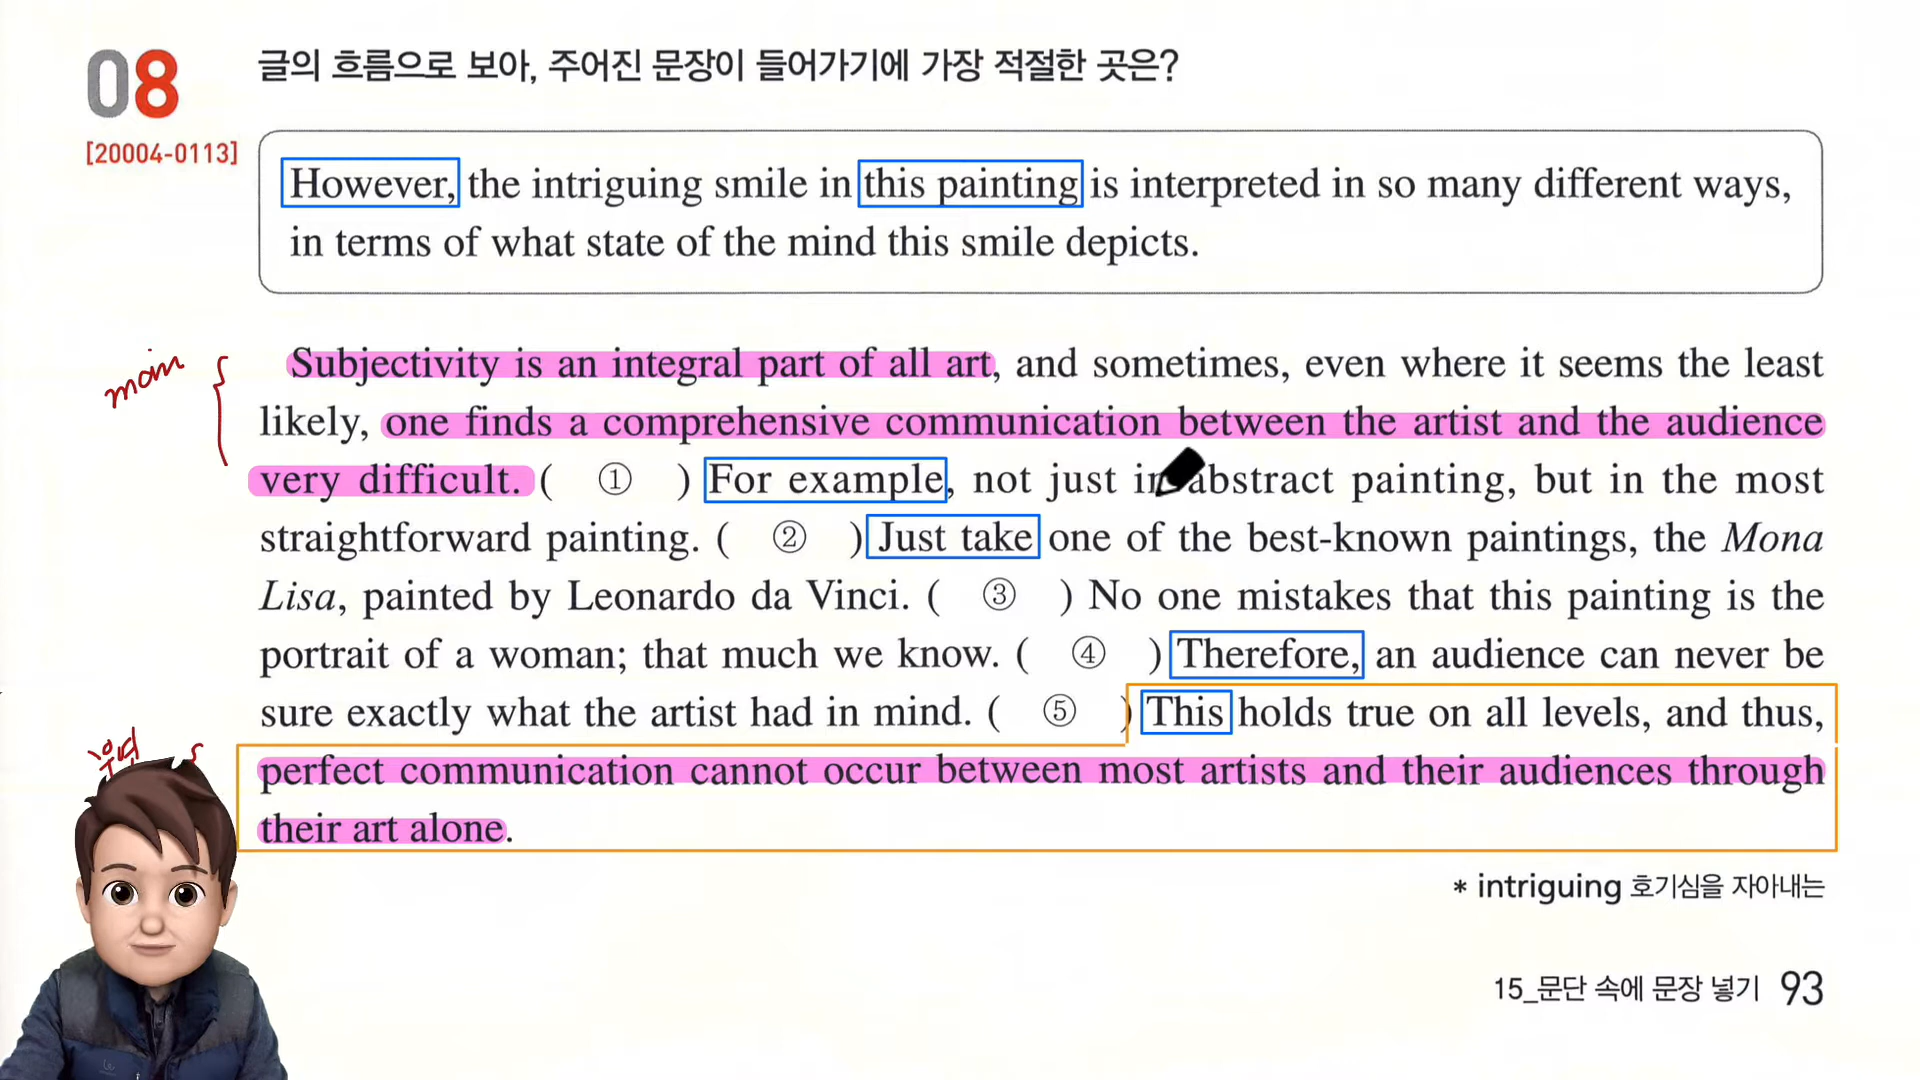 08 글의 흐름으로 보아, 주어진 문장이 들어가기에 가장 적절한 곳은?
[20004-0113]
However, the intriguing smile in this painting is interpreted in so many different ways,
in terms of what state of the mind this smile depicts.
main
Subjectivity is an integral part of all art, and sometimes, even where it seems the least
likely, one finds a comprehensive communication between the artist and the audience
very difficult. ( ① ) For example, not just in abstract painting, but in the most
straightforward painting. ( ② ) Just take one of the best-known paintings, the Mona
Lisa, painted by Leonardo da Vinci. ( ③ ) No one mistakes that this painting is the
portrait of a woman; that much we know. ( ④ ) Therefore, an audience can never be
sure exactly what the artist had in mind. ( ⑤ ) This holds true on all levels, and thus,
perfect communication cannot occur between most artists and their audiences through
their art alone.
* intriguing 호기심을 자아내는
15_문단 속에 문장 넣기 93